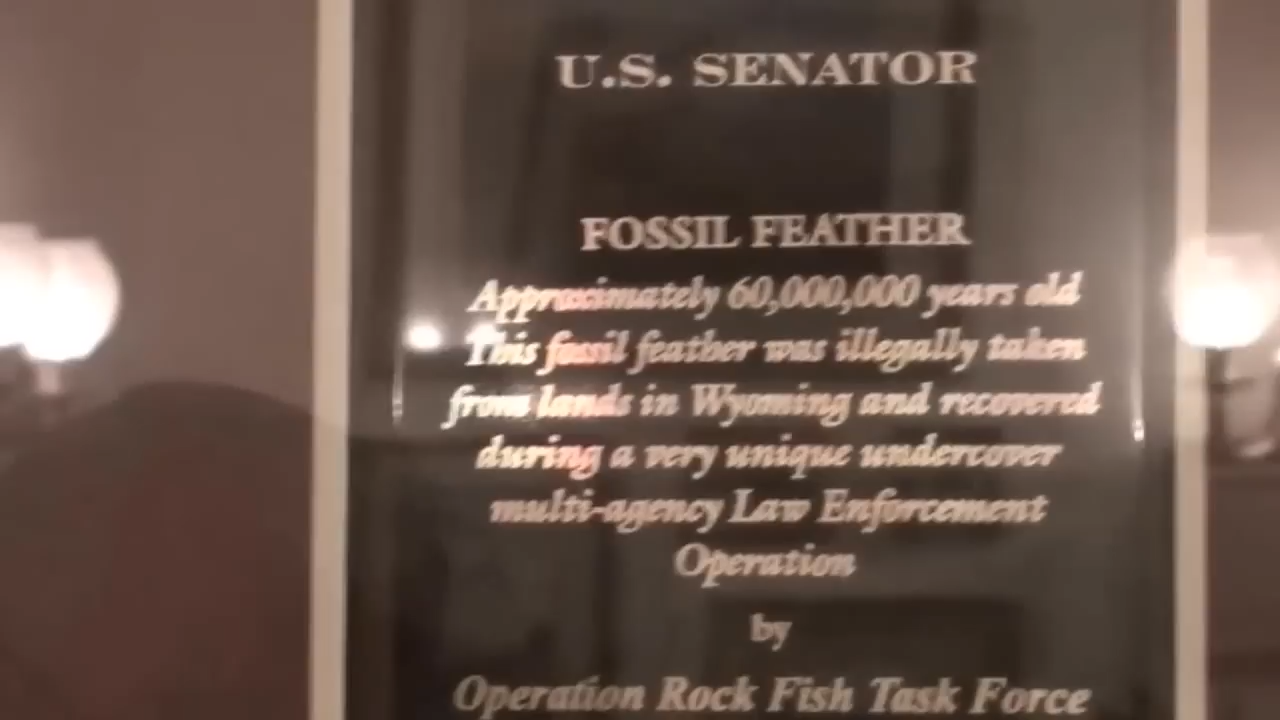 U.S. SENATOR
FOSSIL FEATHER
Approximately 60,000,000 years old
This fossil feather was illegally taken
from lands in Wyoming and recovered
during a very unique undercover
multi-agency Law Enforcement
Operation
by
Operation Rock Fish Task Force